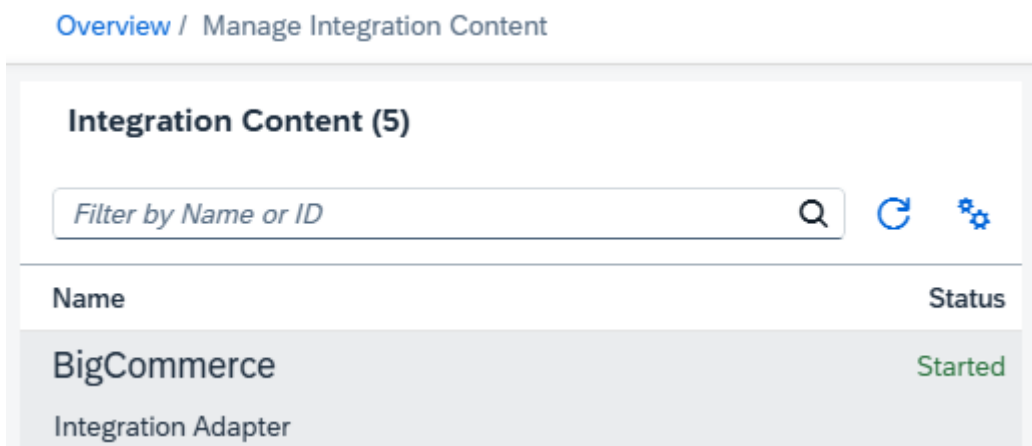 Overview / Manage Integration Content
Integration Content (5)
Filter by Name or ID
Name Status
BigCommerce Started
Integration Adapter